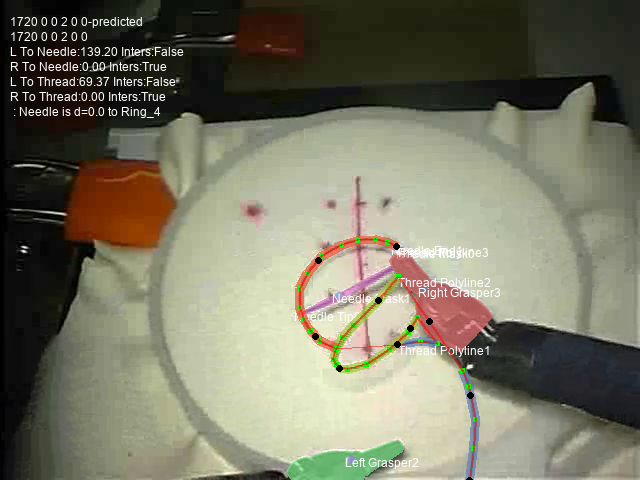 1720 0 0 2 0 0-predicted
1720 0 0 2 0 0
L To Needle:139.20 Inters:False
R To Needle:0.00 Inters:True
L To Thread:69.37 Inters:False
R To Thread:0.00 Inters:True
: Needle is d=0.0 to Ring_4
Thread Polyline3
Thread Polyline2
Right Grasper3
Needle Mask1
Needle Tip
Thread Polyline1
Left Grasper2